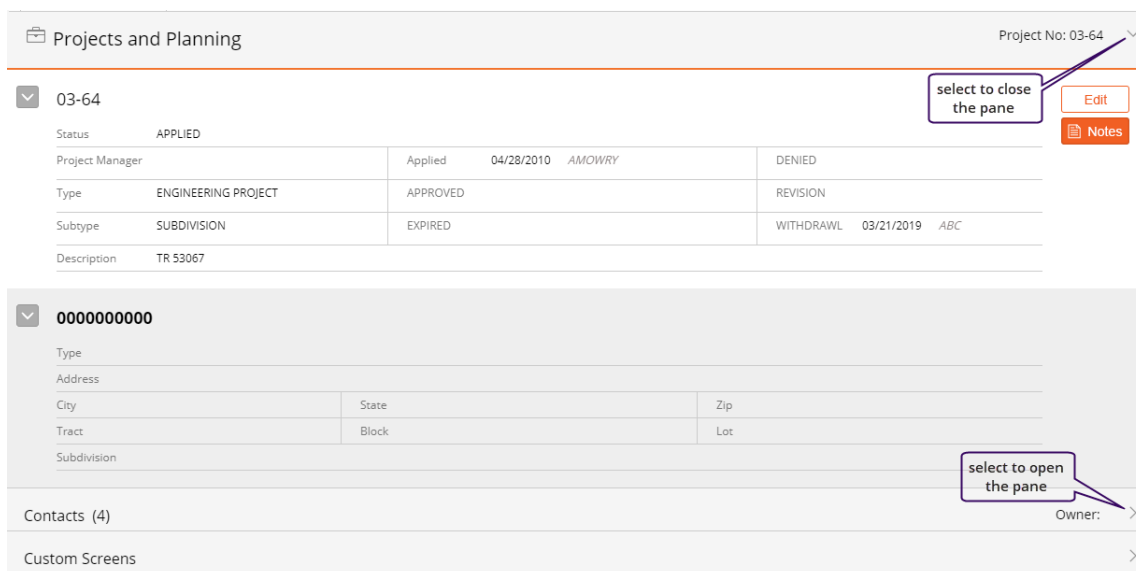 Projects and Planning Project No: 03-64
select to close
the pane
03-64 Edit
Notes
Status APPLIED
Project Manager Applied 04/28/2010 AMOWRY DENIED
Type ENGINEERING PROJECT APPROVED REVISION
Subtype SUBDIVISION EXPIRED WITHDRAWL 03/21/2019 ABC
Description TR 53067
0000000000
Type
Address
City State Zip
Tract Block Lot
Subdivision
select to open
the pane
Contacts (4) Owner:
Custom Screens